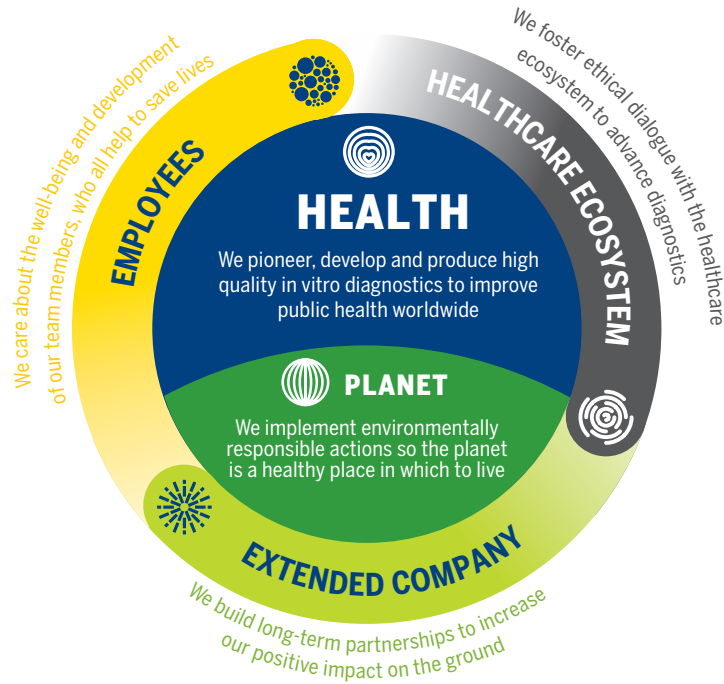 HEALTH
We pioneer, develop and produce high
quality in vitro diagnostics to improve
public health worldwide
PLANET
We implement environmentally
responsible actions so the planet
is a healthy place in which to live
EMPLOYEES
We care about the well-being and development
of our team members, who all help to save lives
HEALTHCARE ECOSYSTEM
We foster ethical dialogue with the healthcare
ecosystem to advance diagnostics
EXTENDED COMPANY
We build long-term partnerships to increase
our positive impact on the ground